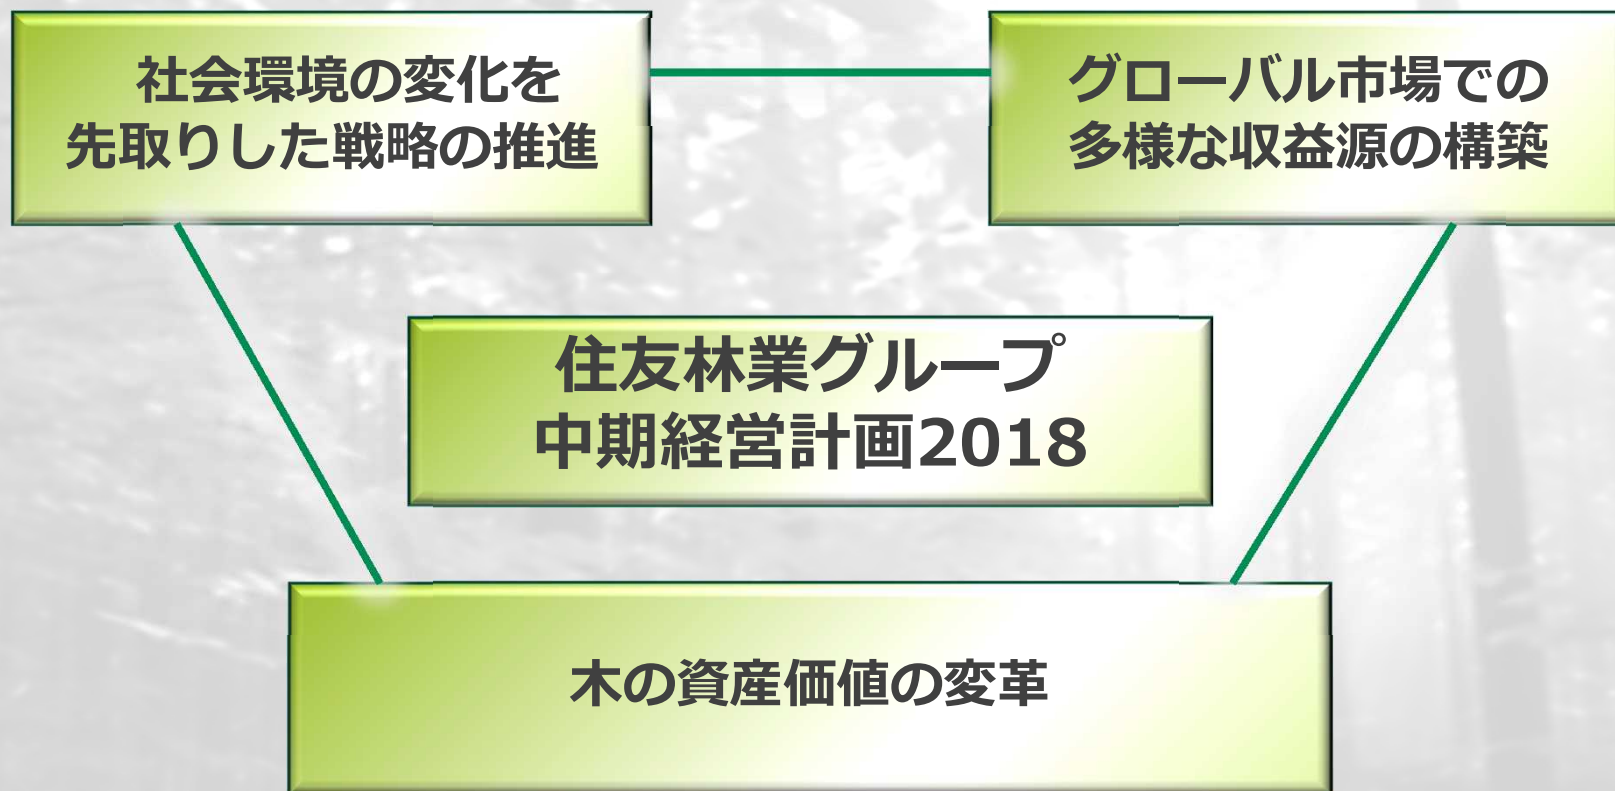 社会環境の変化を
先取りした戦略の推進
グローバル市場での
多様な収益源の構築
住友林業グループ
中期経営計画2018
木の資産価値の変革